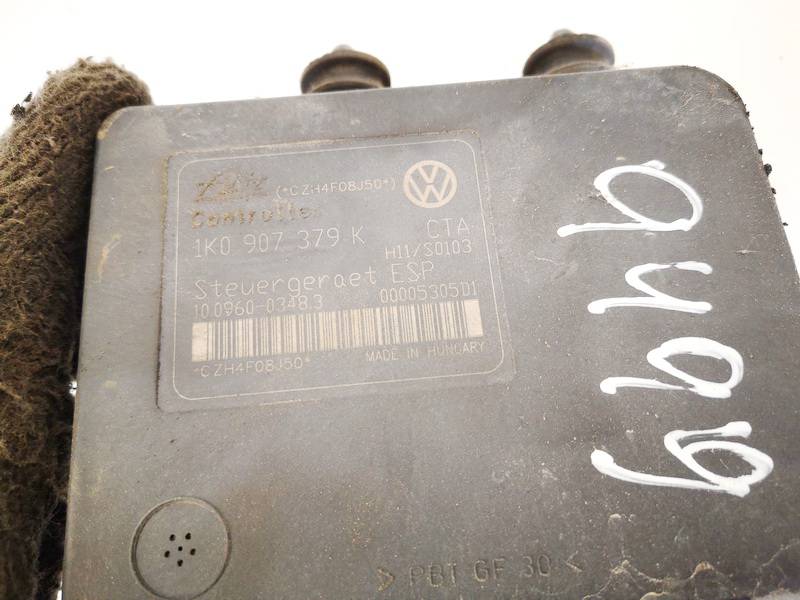 (*CZH4F08J50*)
Controller
1K0 907 379 K CTA
H11/S0103
Steuergeraet ESP
10.0960-0348.3 00005305D1
*CZH4F08J50* MADE IN HUNGARY
> PBT GF 30 <